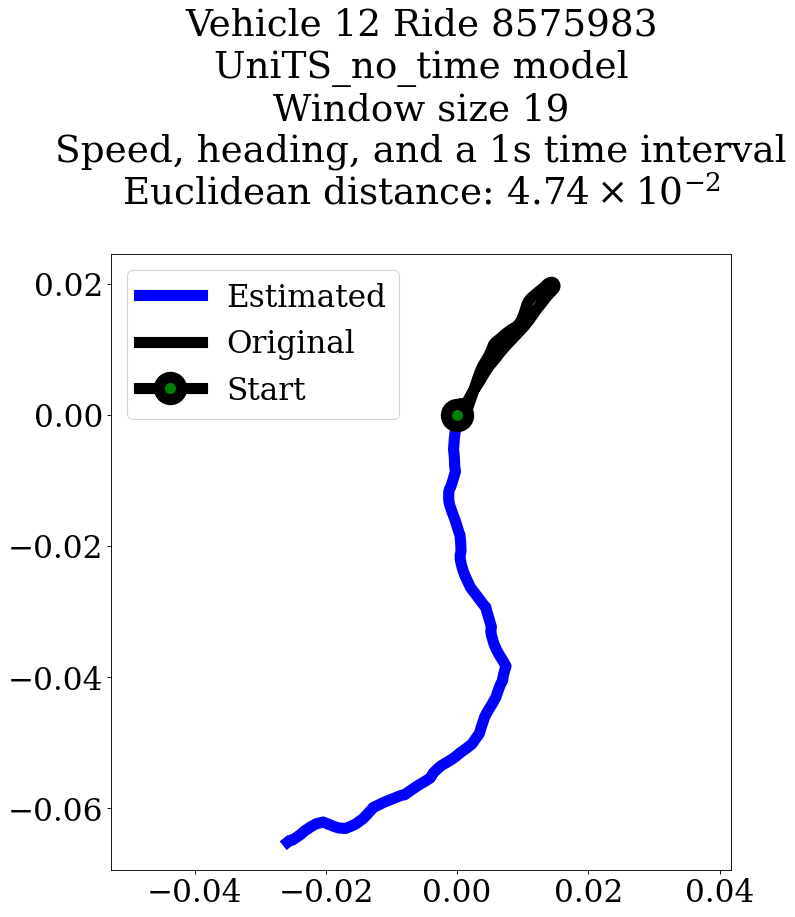 Vehicle 12 Ride 8575983
UniTS_no_time model
Window size 19
Speed, heading, and a 1s time interval
Euclidean distance: 4.74 × 10⁻²
Estimated
Original
Start
0.02
0.00
−0.02
−0.04
−0.06
−0.04
−0.02
0.00
0.02
0.04